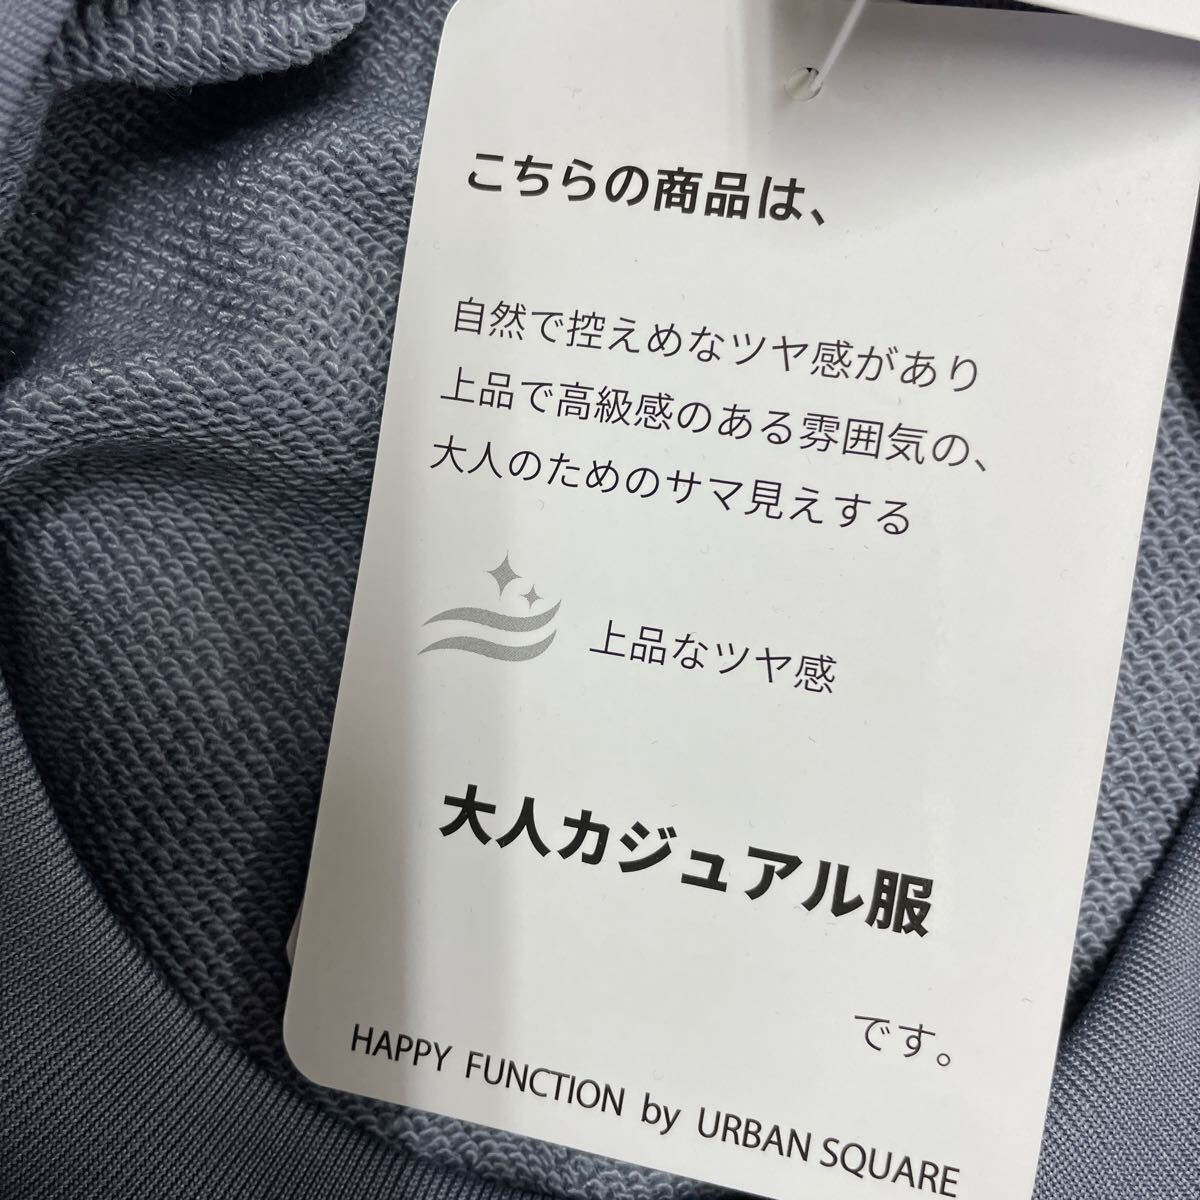 こちらの商品は、
自然で控えめなツヤ感があり
上品で高級感のある雰囲気の、
大人のためのサマ見えする
上品なツヤ感
大人カジュアル服
です。
HAPPY FUNCTION by URBAN SQUARE